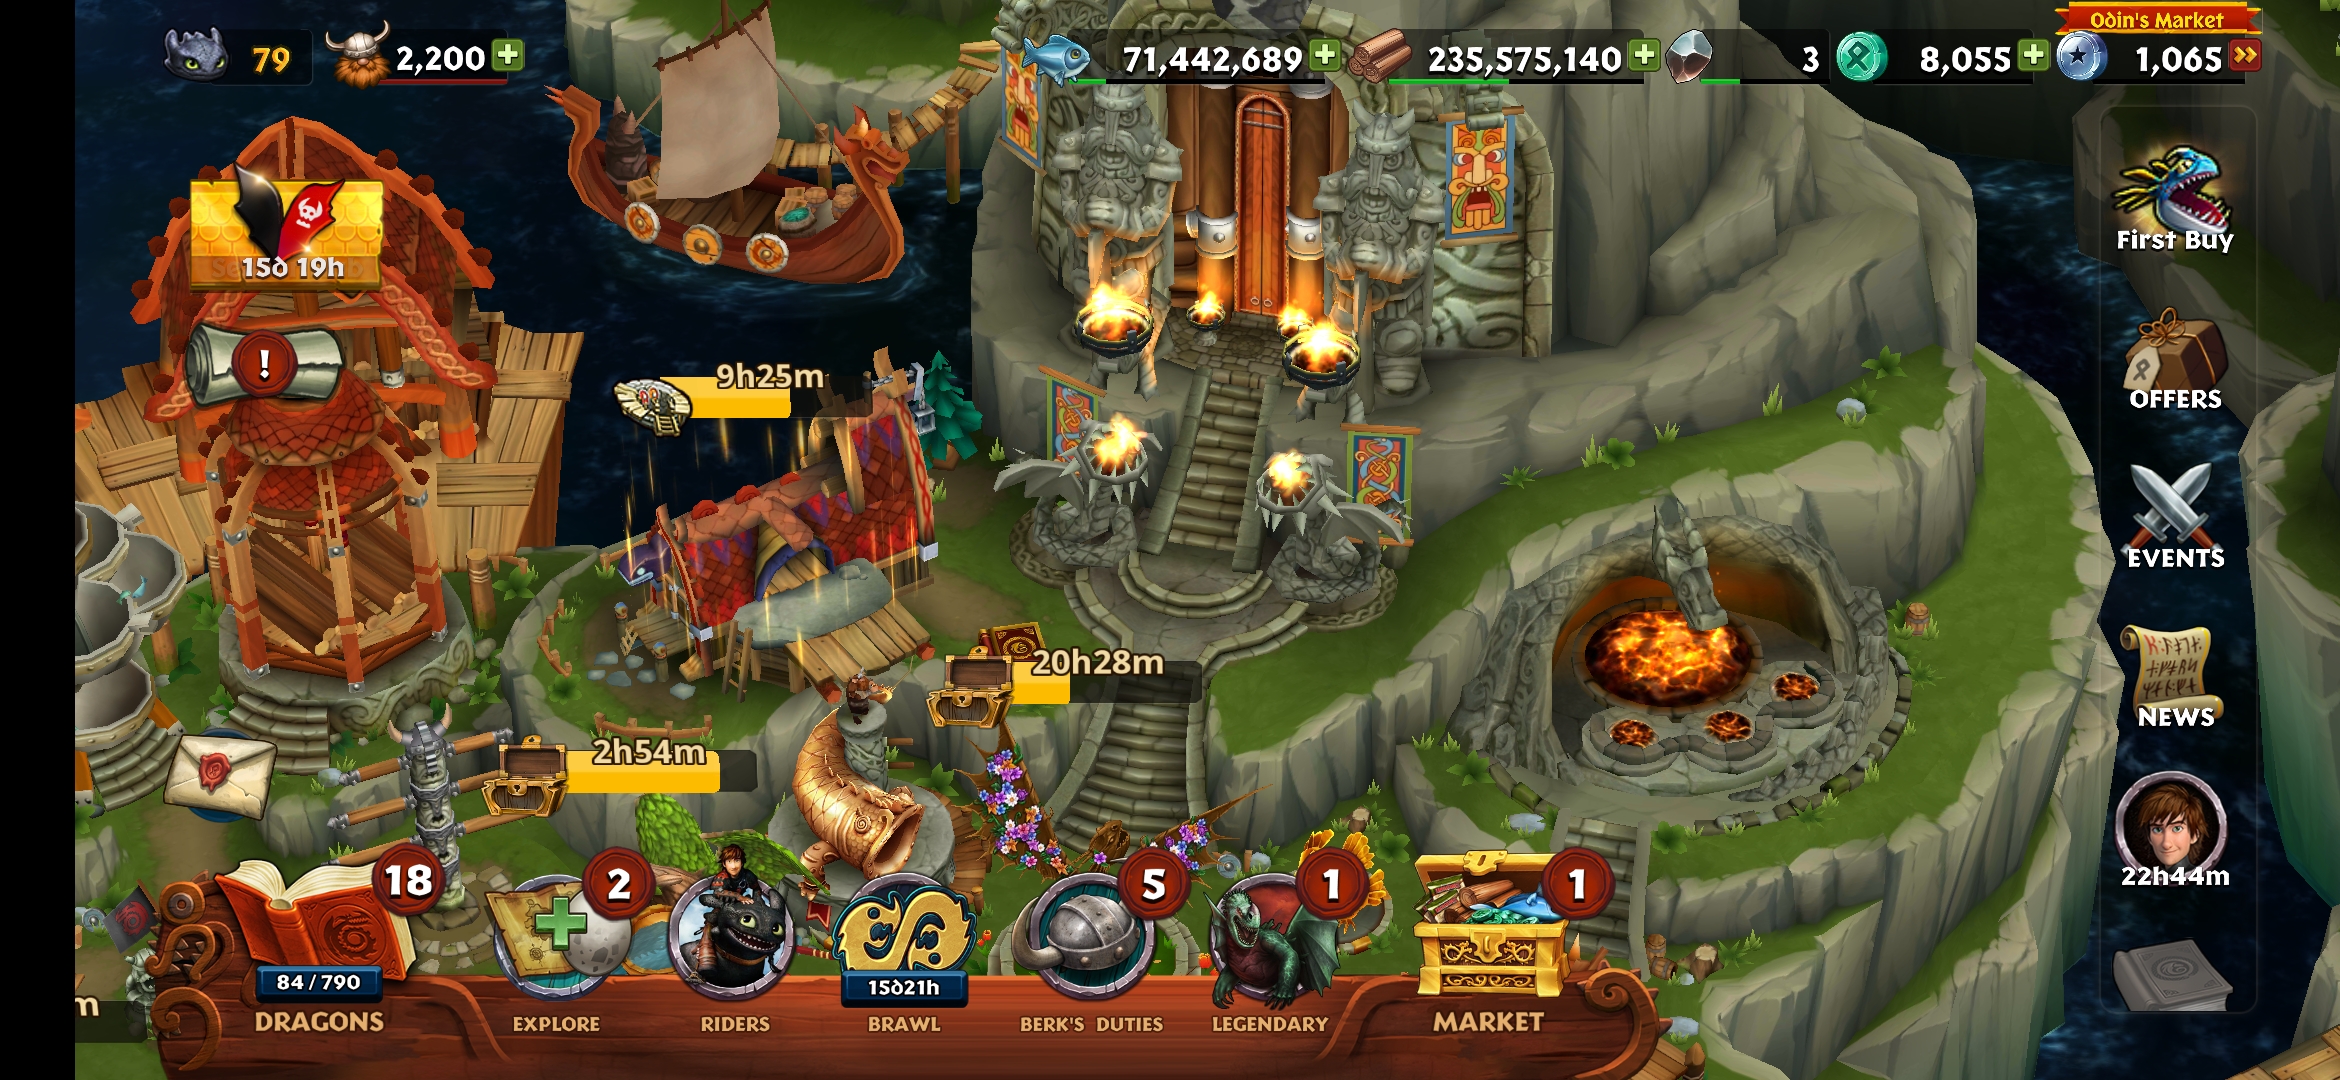 79
2,200
71,442,689
235,575,140
3
8,055
Odin's Market
1,065
15d 19h
First Buy
!
9h25m
OFFERS
EVENTS
20h28m
NEWS
2h54m
22h44m
18
2
5
1
1
84 / 790
15d21h
m
DRAGONS
EXPLORE
RIDERS
BRAWL
BERK'S DUTIES
LEGENDARY
MARKET